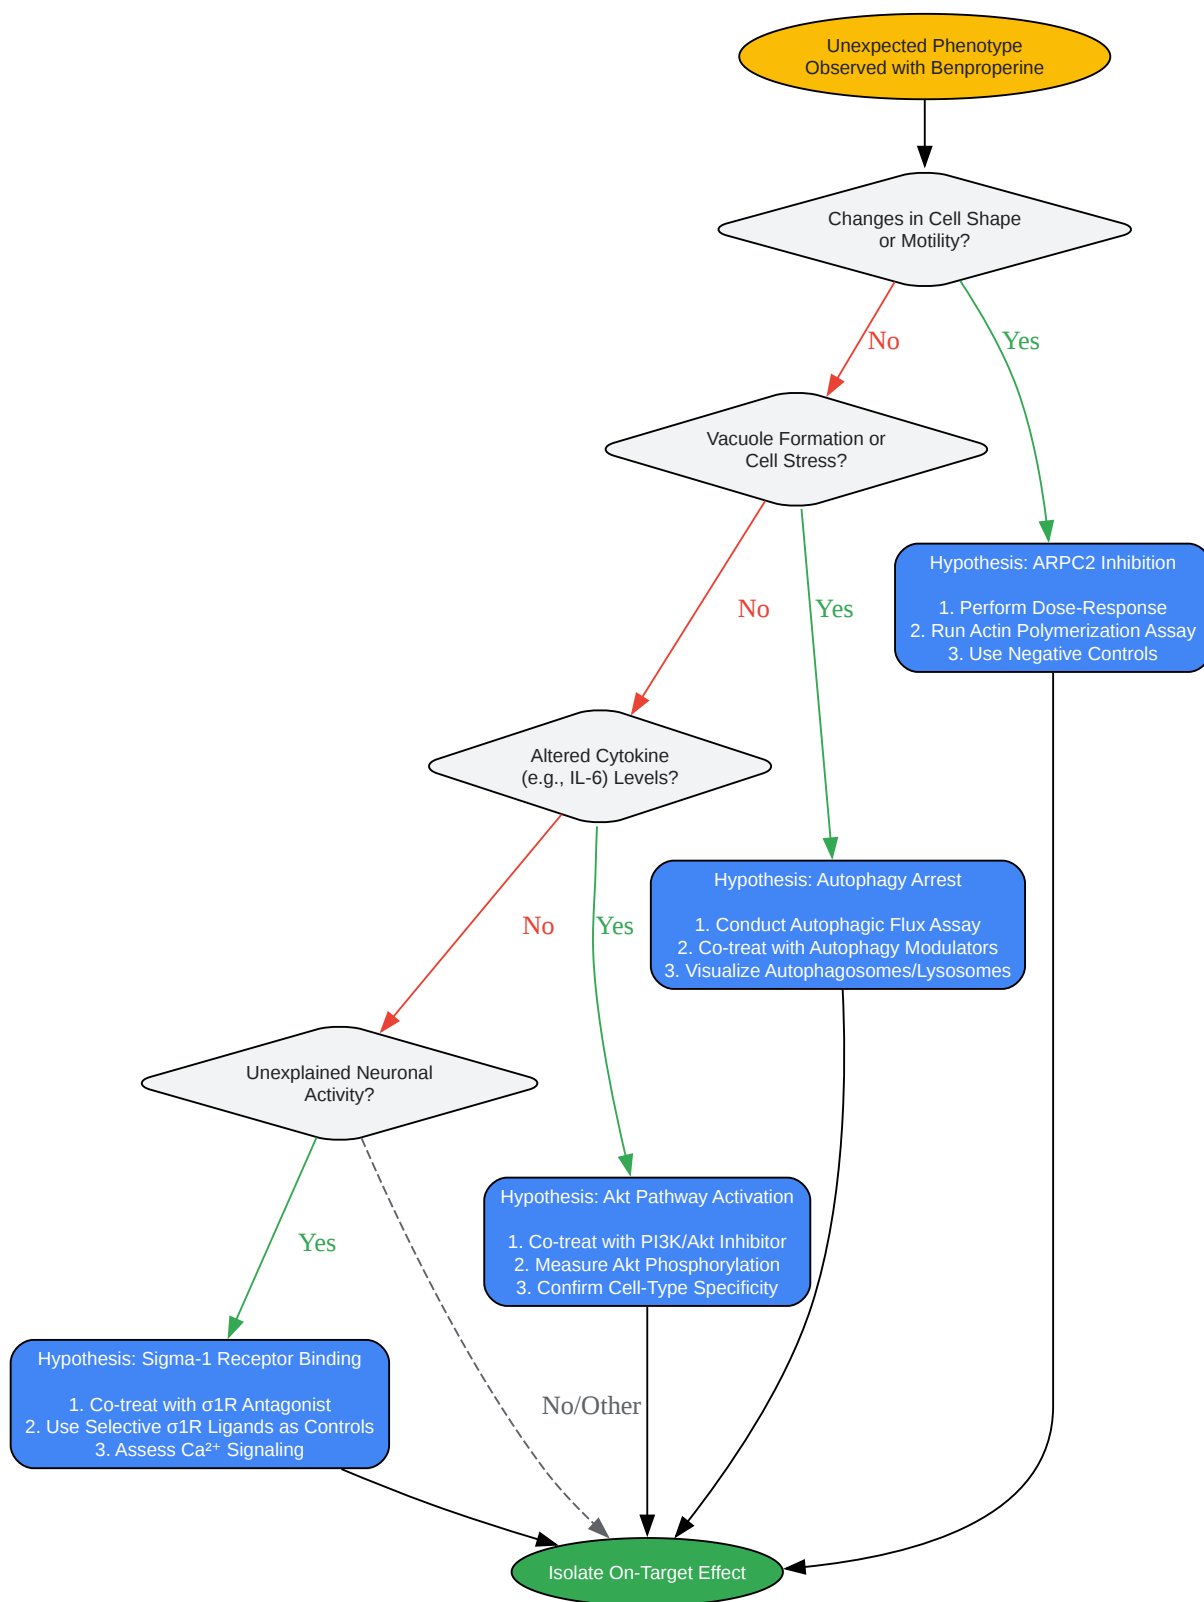 Unexpected Phenotype
Observed with Benproperine
Changes in Cell Shape
or Motility?
No
Yes
Vacuole Formation or
Cell Stress?
Hypothesis: ARPC2 Inhibition
1. Perform Dose-Response
2. Run Actin Polymerization Assay
3. Use Negative Controls
No
Yes
Altered Cytokine
(e.g., IL-6) Levels?
Hypothesis: Autophagy Arrest
1. Conduct Autophagic Flux Assay
2. Co-treat with Autophagy Modulators
3. Visualize Autophagosomes/Lysosomes
No
Yes
Unexplained Neuronal
Activity?
Hypothesis: Akt Pathway Activation
1. Co-treat with PI3K/Akt Inhibitor
2. Measure Akt Phosphorylation
3. Confirm Cell-Type Specificity
Yes
Hypothesis: Sigma-1 Receptor Binding
1. Co-treat with σ1R Antagonist
2. Use Selective σ1R Ligands as Controls
3. Assess Ca²⁺ Signaling
No/Other
Isolate On-Target Effect